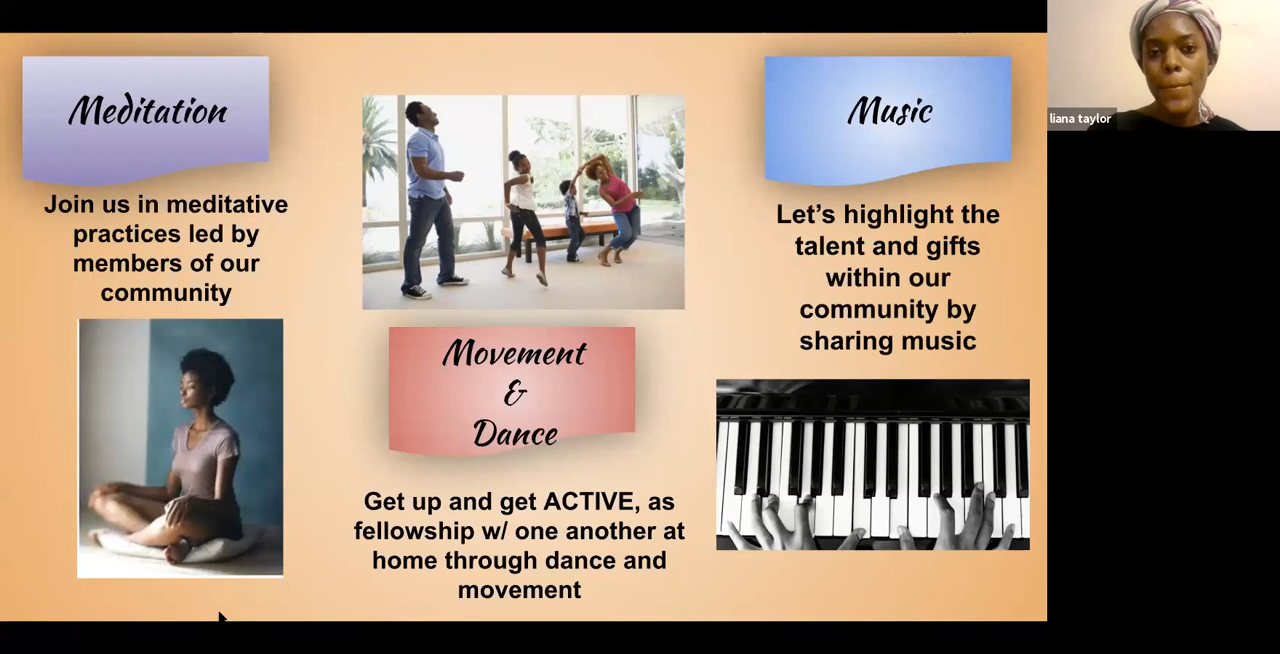 Meditation
Join us in meditative
practices led by
members of our
community
Movement
&
Dance
Get up and get ACTIVE, as
fellowship w/ one another at
home through dance and
movement
Music
Let’s highlight the
talent and gifts
within our
community by
sharing music
liana taylor